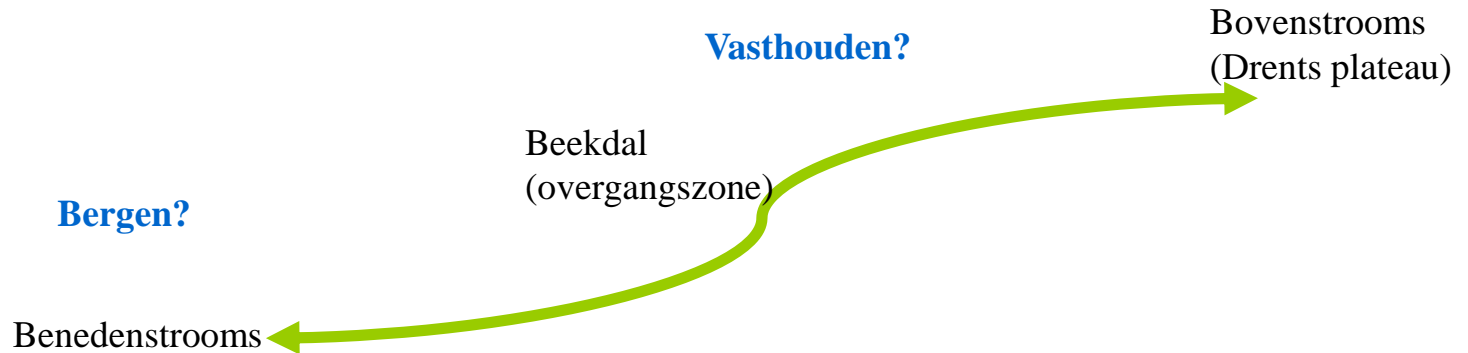 Bovenstrooms
(Drents plateau)
Vasthouden?
Beekdal
(overgangszone)
Bergen?
Benedenstrooms